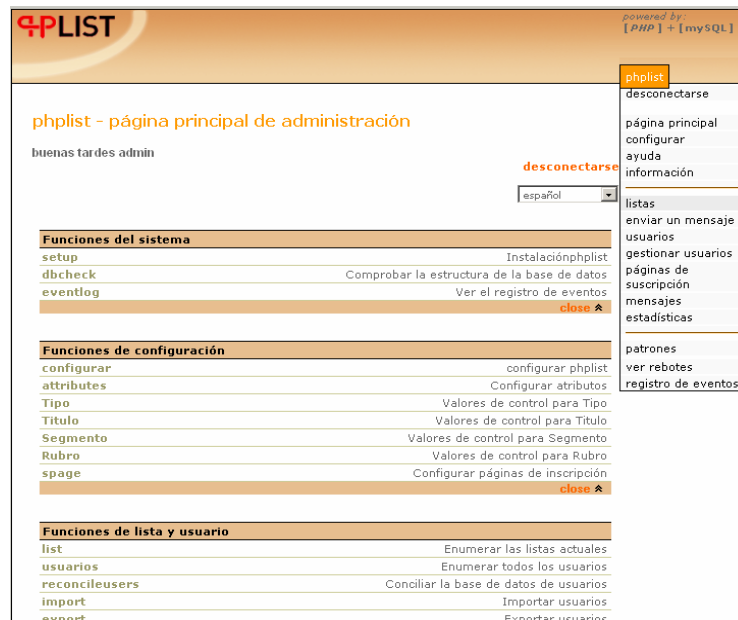 PLIST
powered by:
[ PHP ] + [ mySQL ]
phplist
desconectarse
página principal
configurar
ayuda
información
listas
enviar un mensaje
usuarios
gestionar usuarios
páginas de
suscripción
mensajes
estadísticas
patrones
ver rebotes
registro de eventos
phplist - página principal de administración
buenas tardes admin
desconectarse
español
Funciones del sistema
setup Instalaciónphplist
dbcheck Comprobar la estructura de la base de datos
eventlog Ver el registro de eventos
close
Funciones de configuración
configurar configurar phplist
attributes Configurar atributos
Tipo Valores de control para Tipo
Titulo Valores de control para Titulo
Segmento Valores de control para Segmento
Rubro Valores de control para Rubro
spage Configurar páginas de inscripción
close
Funciones de lista y usuario
list Enumerar las listas actuales
usuarios Enumerar todos los usuarios
reconcileusers Conciliar la base de datos de usuarios
import Importar usuarios
export Exportar usuarios